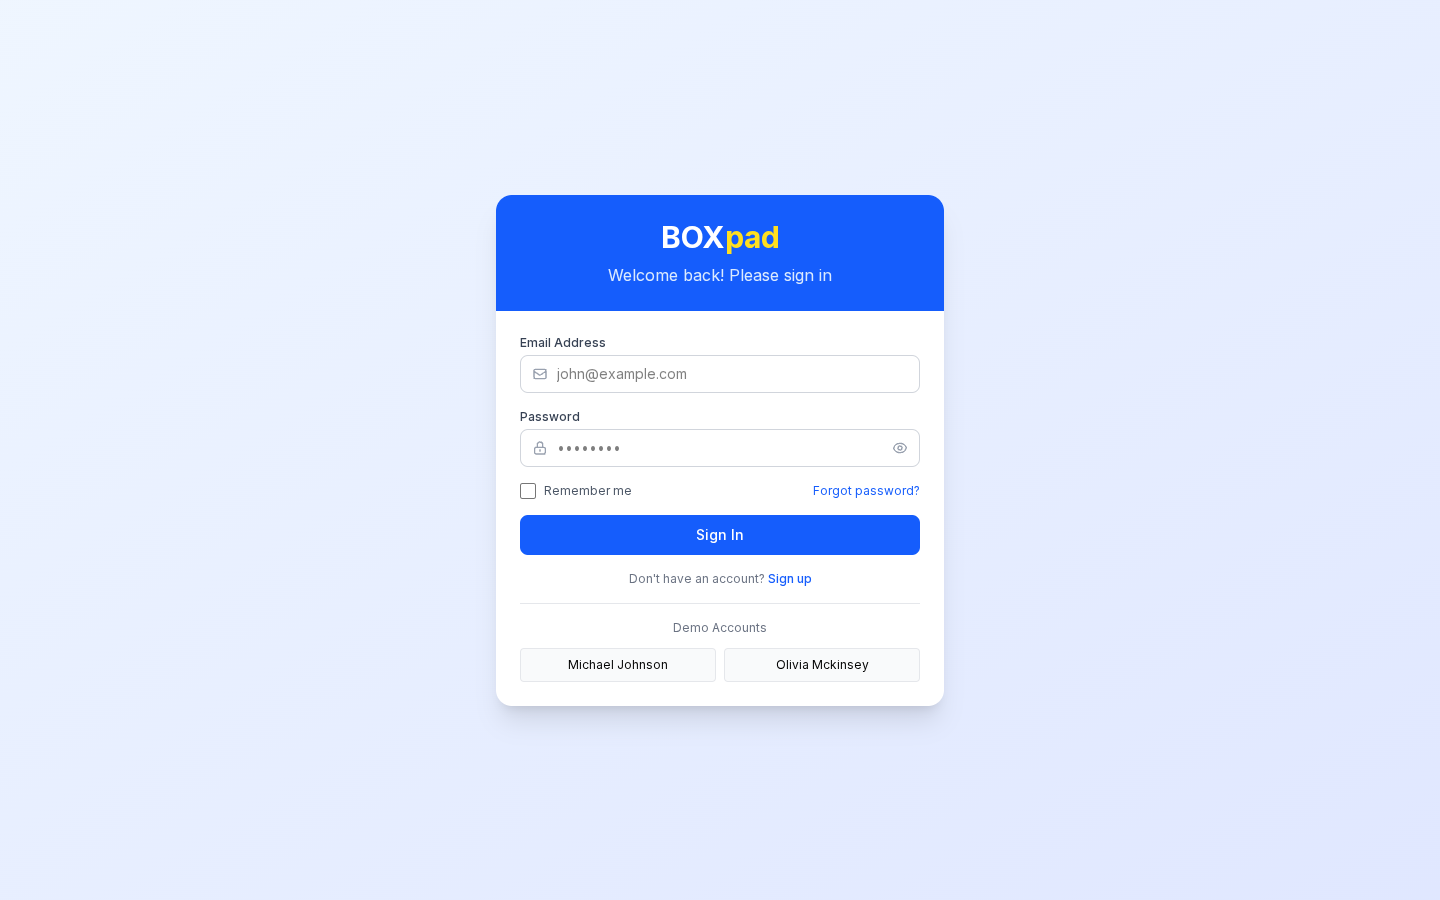 BOXpad
Welcome back! Please sign in
Email Address
john@example.com
Password
••••••••
Remember me
Forgot password?
Sign In
Don't have an account? Sign up
Demo Accounts
Michael Johnson
Olivia Mckinsey